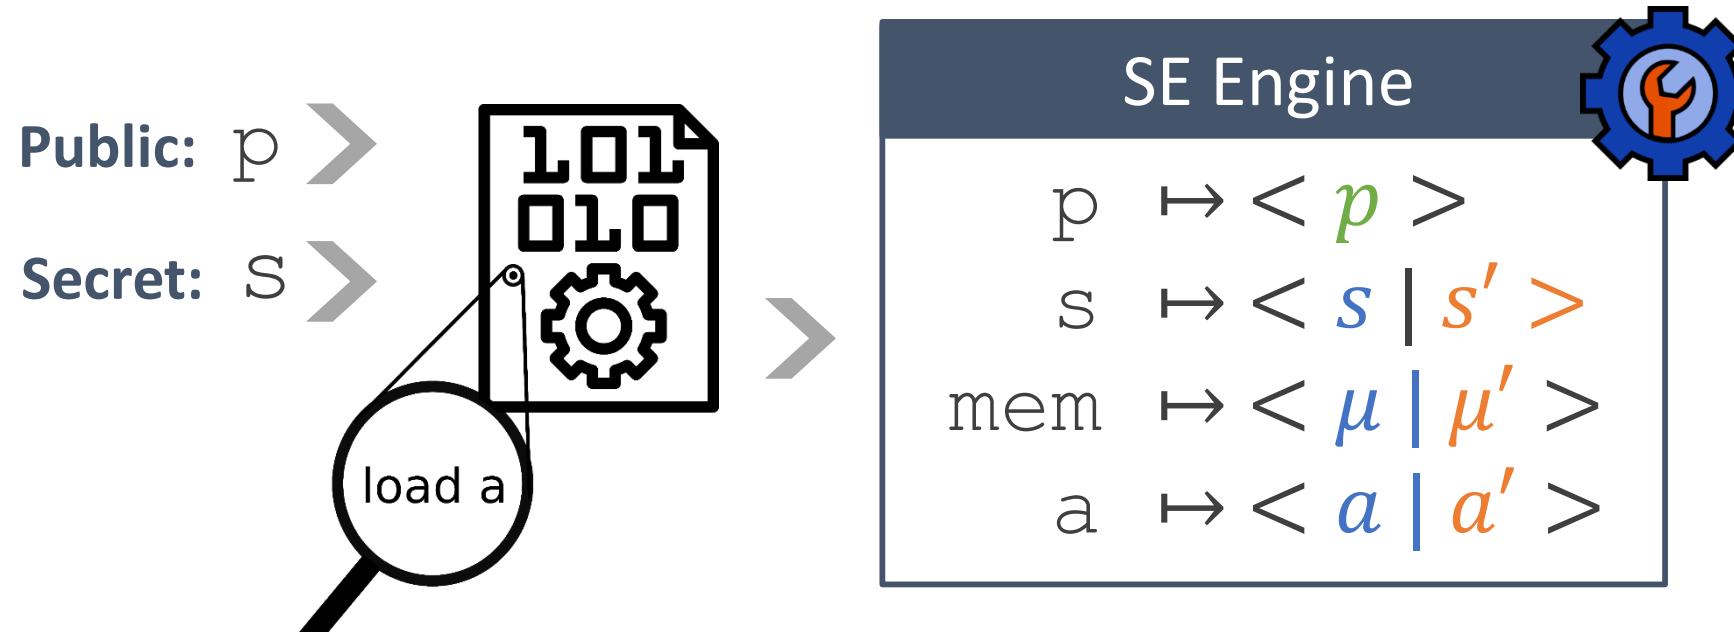 Public: p
Secret: s
101
010
load a
SE Engine
p ↦ < p >
s ↦ < s | s′ >
mem ↦ < μ | μ′ >
a ↦ < a | a′ >